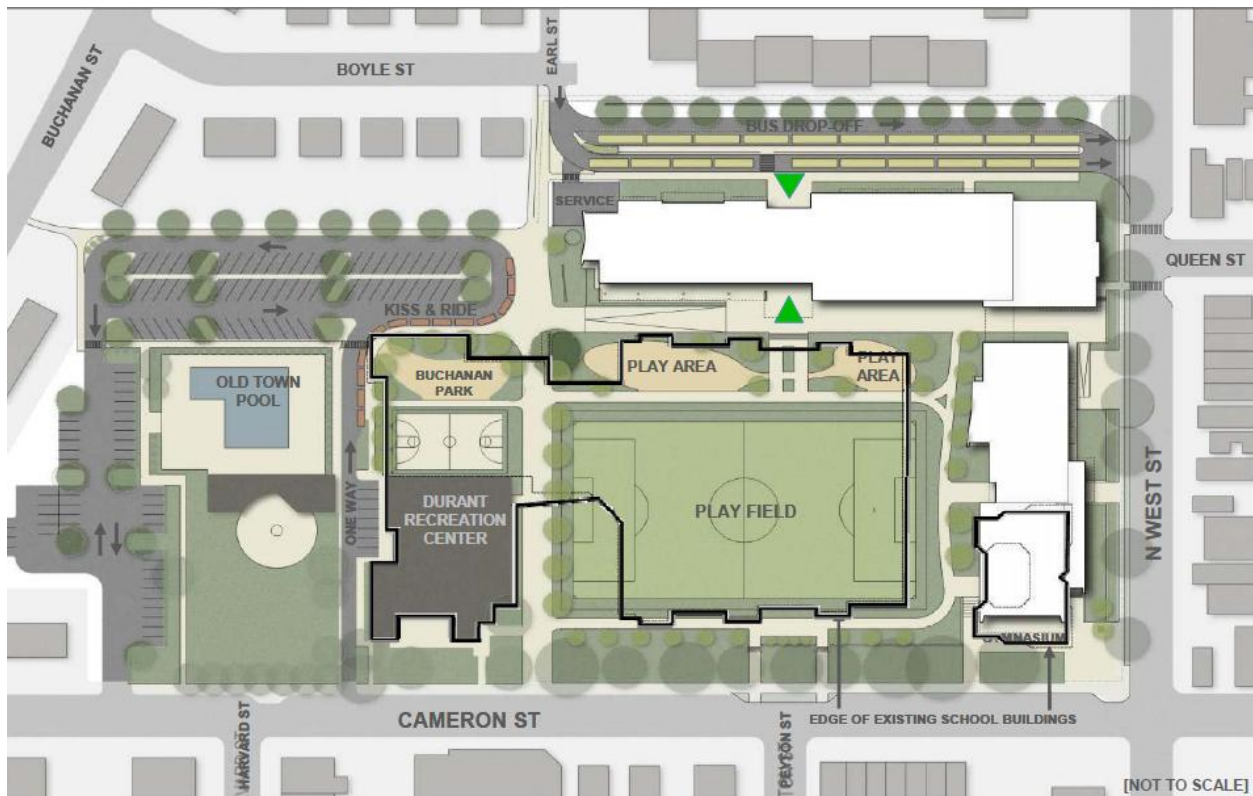 BUCHANAN ST
BOYLE ST
EARL ST
BUS DROP-OFF
SERVICE
QUEEN ST
KISS & RIDE
OLD TOWN
POOL
BUCHANAN
PARK
PLAY AREA
PLAY
AREA
DURANT
RECREATION
CENTER
PLAY FIELD
ONE WAY
N WEST ST
GYMNASIUM
CAMERON ST
EDGE OF EXISTING SCHOOL BUILDINGS
HARVARD ST
PEYTON ST
[NOT TO SCALE]